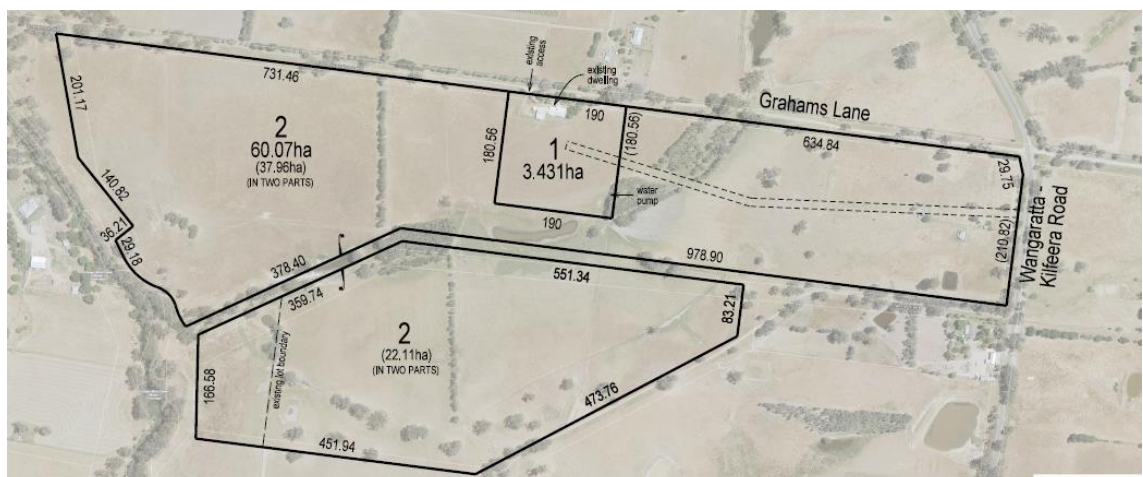 existing
access
existing
dwelling
731.46
201.17
190
Grahams Lane
634.84
2
60.07ha
(37.96ha)
(IN TWO PARTS)
180.56
1
3.431ha
(180.56)
29.75
140.82
water
pump
36.21
29.18
190
(210.82)
Wangaratta -
Kilfeera Road
378.40
978.90
359.74
551.34
83.21
2
(22.11ha)
(IN TWO PARTS)
existing lot boundary
166.58
473.76
451.94